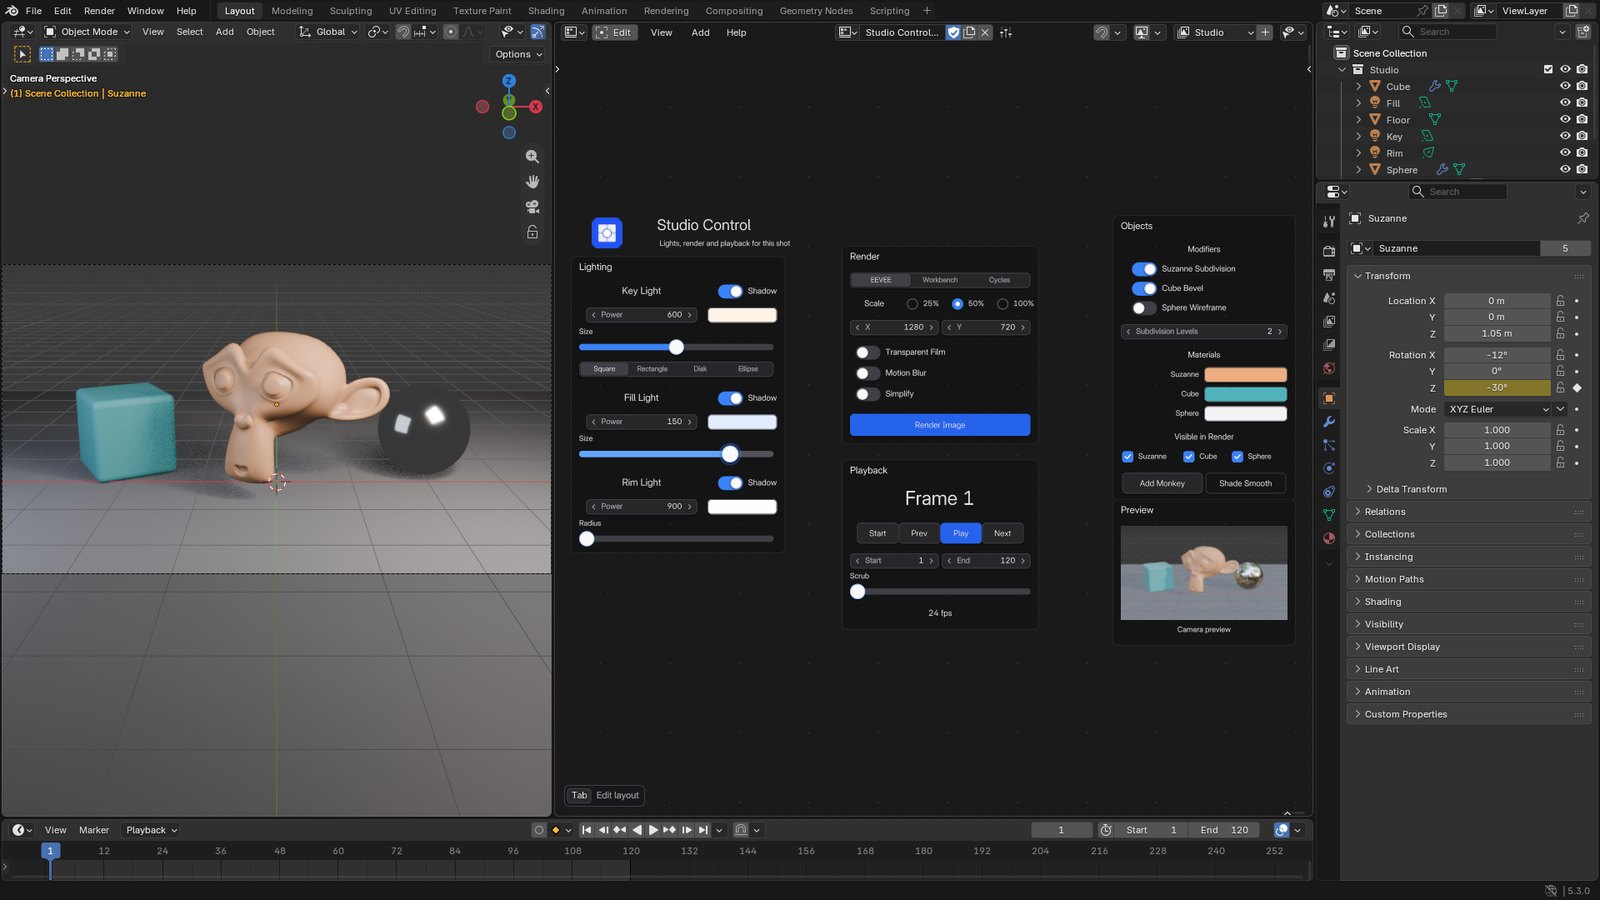 File Edit Render Window Help Layout Modeling Sculpting UV Editing Texture Paint Shading Animation Rendering Compositing Geometry Nodes Scripting + Scene ViewLayer
Object Mode View Select Add Object Global
Options
Camera Perspective
(1) Scene Collection | Suzanne
Z
Y
X
Edit View Add Help Studio Control... Studio
Studio Control
Lights, render and playback for this shot
Lighting
Key Light Shadow
Power 600
Size
Square Rectangle Disk Ellipse
Fill Light Shadow
Power 150
Size
Rim Light Shadow
Power 900
Radius
Render
EEVEE Workbench Cycles
Scale 25% 50% 100%
X 1280 Y 720
Transparent Film
Motion Blur
Simplify
Render Image
Playback
Frame 1
Start Prev Play Next
Start 1 End 120
Scrub
24 fps
Objects
Modifiers
Suzanne Subdivision
Cube Bevel
Sphere Wireframe
Subdivision Levels 2
Materials
Suzanne
Cube
Sphere
Visible in Render
Suzanne Cube Sphere
Add Monkey Shade Smooth
Preview
Camera preview
Tab Edit layout
Search
Scene Collection
Studio
Cube
Fill
Floor
Key
Rim
Sphere
Search
Suzanne
Suzanne 5
Transform
Location X 0 m
Y 0 m
Z 1.05 m
Rotation X -12°
Y 0°
Z -30°
Mode XYZ Euler
Scale X 1.000
Y 1.000
Z 1.000
Delta Transform
Relations
Collections
Instancing
Motion Paths
Shading
Visibility
Viewport Display
Line Art
Animation
Custom Properties
View Marker Playback 1 Start 1 End 120
1 12 24 36 48 60 72 84 96 108 120 132 144 156 168 180 192 204 216 228 240 252
5.3.0